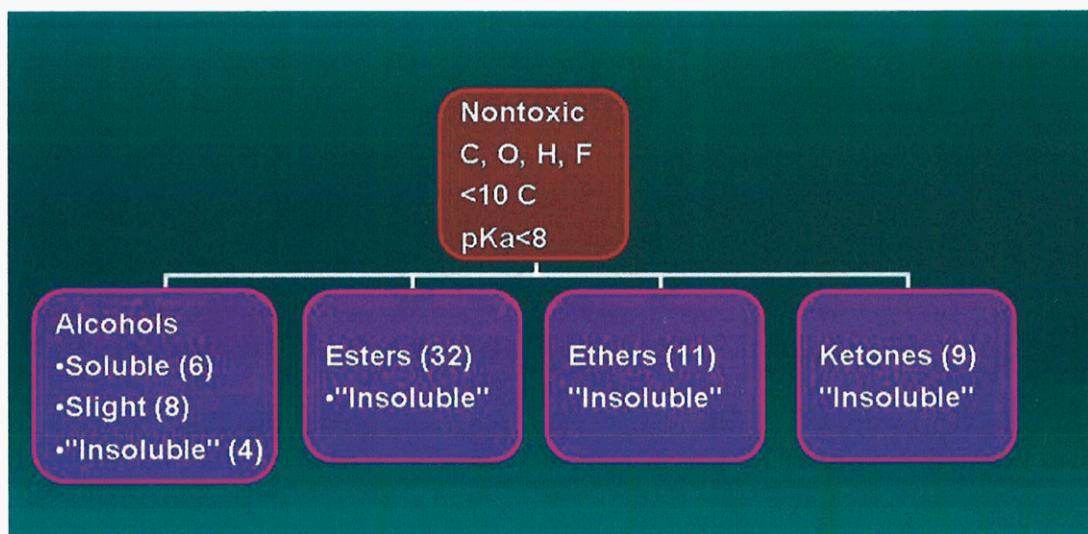 Nontoxic
C, O, H, F
<10 C
pKa<8
Alcohols
•Soluble (6)
•Slight (8)
•"Insoluble" (4)
Esters (32)
•"Insoluble"
Ethers (11)
"Insoluble"
Ketones (9)
"Insoluble"